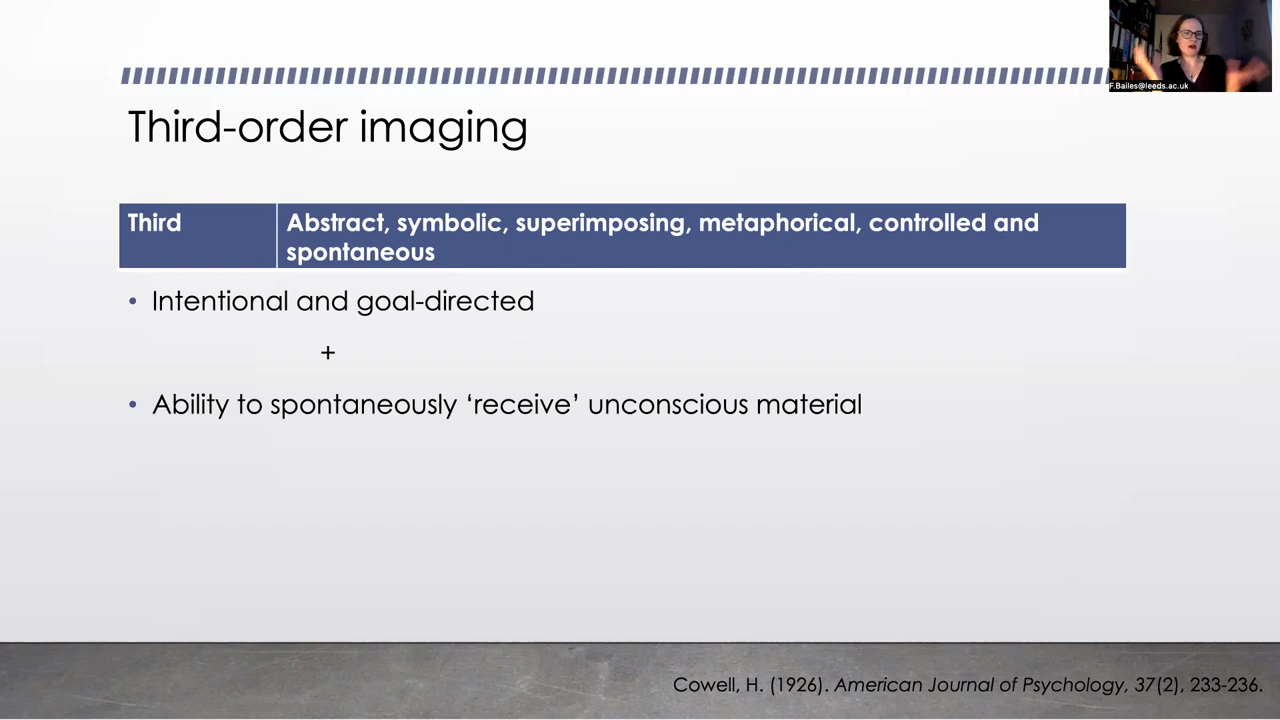 F.Bailes@leeds.ac.uk
Third-order imaging
Third
Abstract, symbolic, superimposing, metaphorical, controlled and
spontaneous
• Intentional and goal-directed
+
• Ability to spontaneously ‘receive’ unconscious material
Cowell, H. (1926). American Journal of Psychology, 37(2), 233-236.